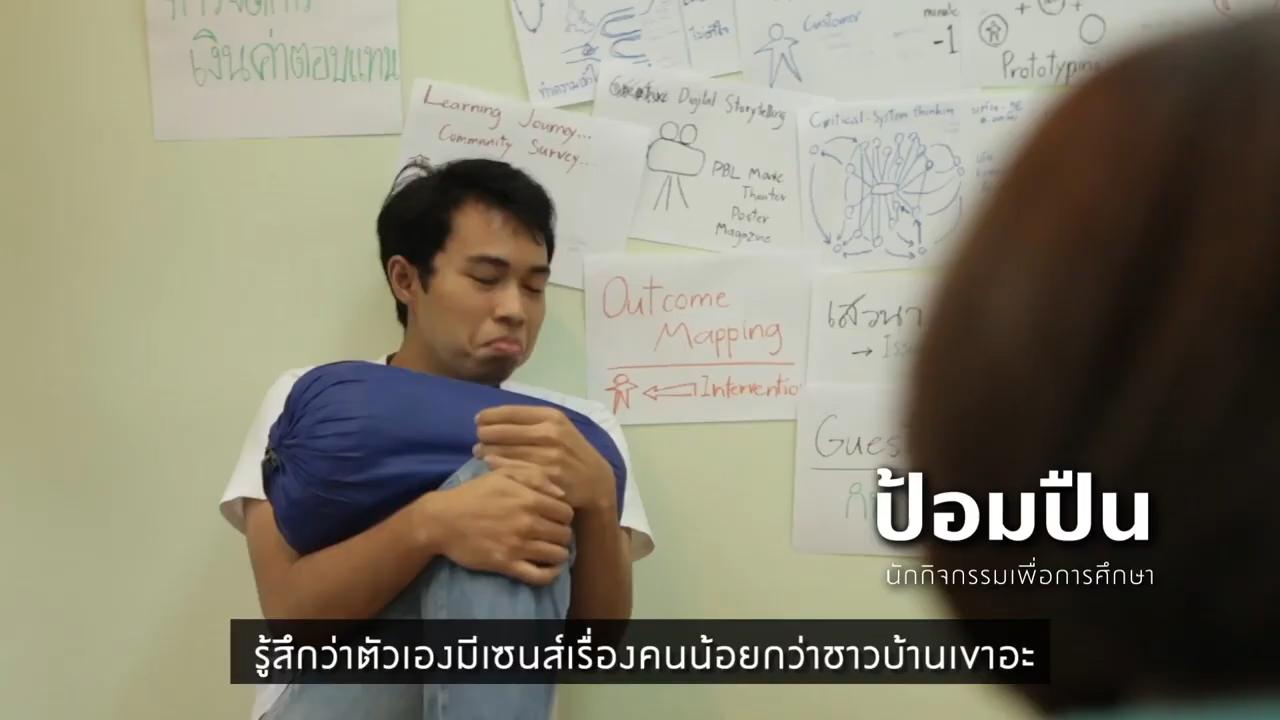 เงินค่าตอบแทน
Customer
minute
-1
Prototyping
Learning Journey...
Community Survey...
Digital Storytelling
PBL Movie
Theater
Poster
Magazine
Critical-System thinking
Outcome
Mapping
Interventio
เสวนา
→ Iss
Gues
ป้อมปืน
นักกิจกรรมเพื่อการศึกษา
รู้สึกว่าตัวเองมีเซนส์เรื่องคนน้อยกว่าชาวบ้านเขาอะ